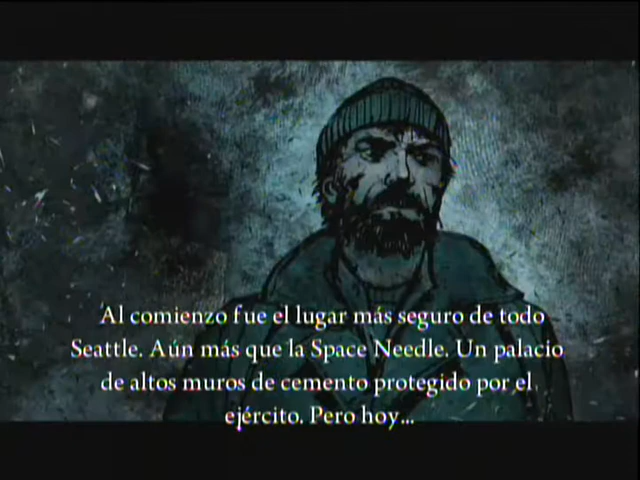 Al comienzo fue el lugar más seguro de todo
Seattle. Aún más que la Space Needle. Un palacio
de altos muros de cemento protegido por el
ejército. Pero hoy...